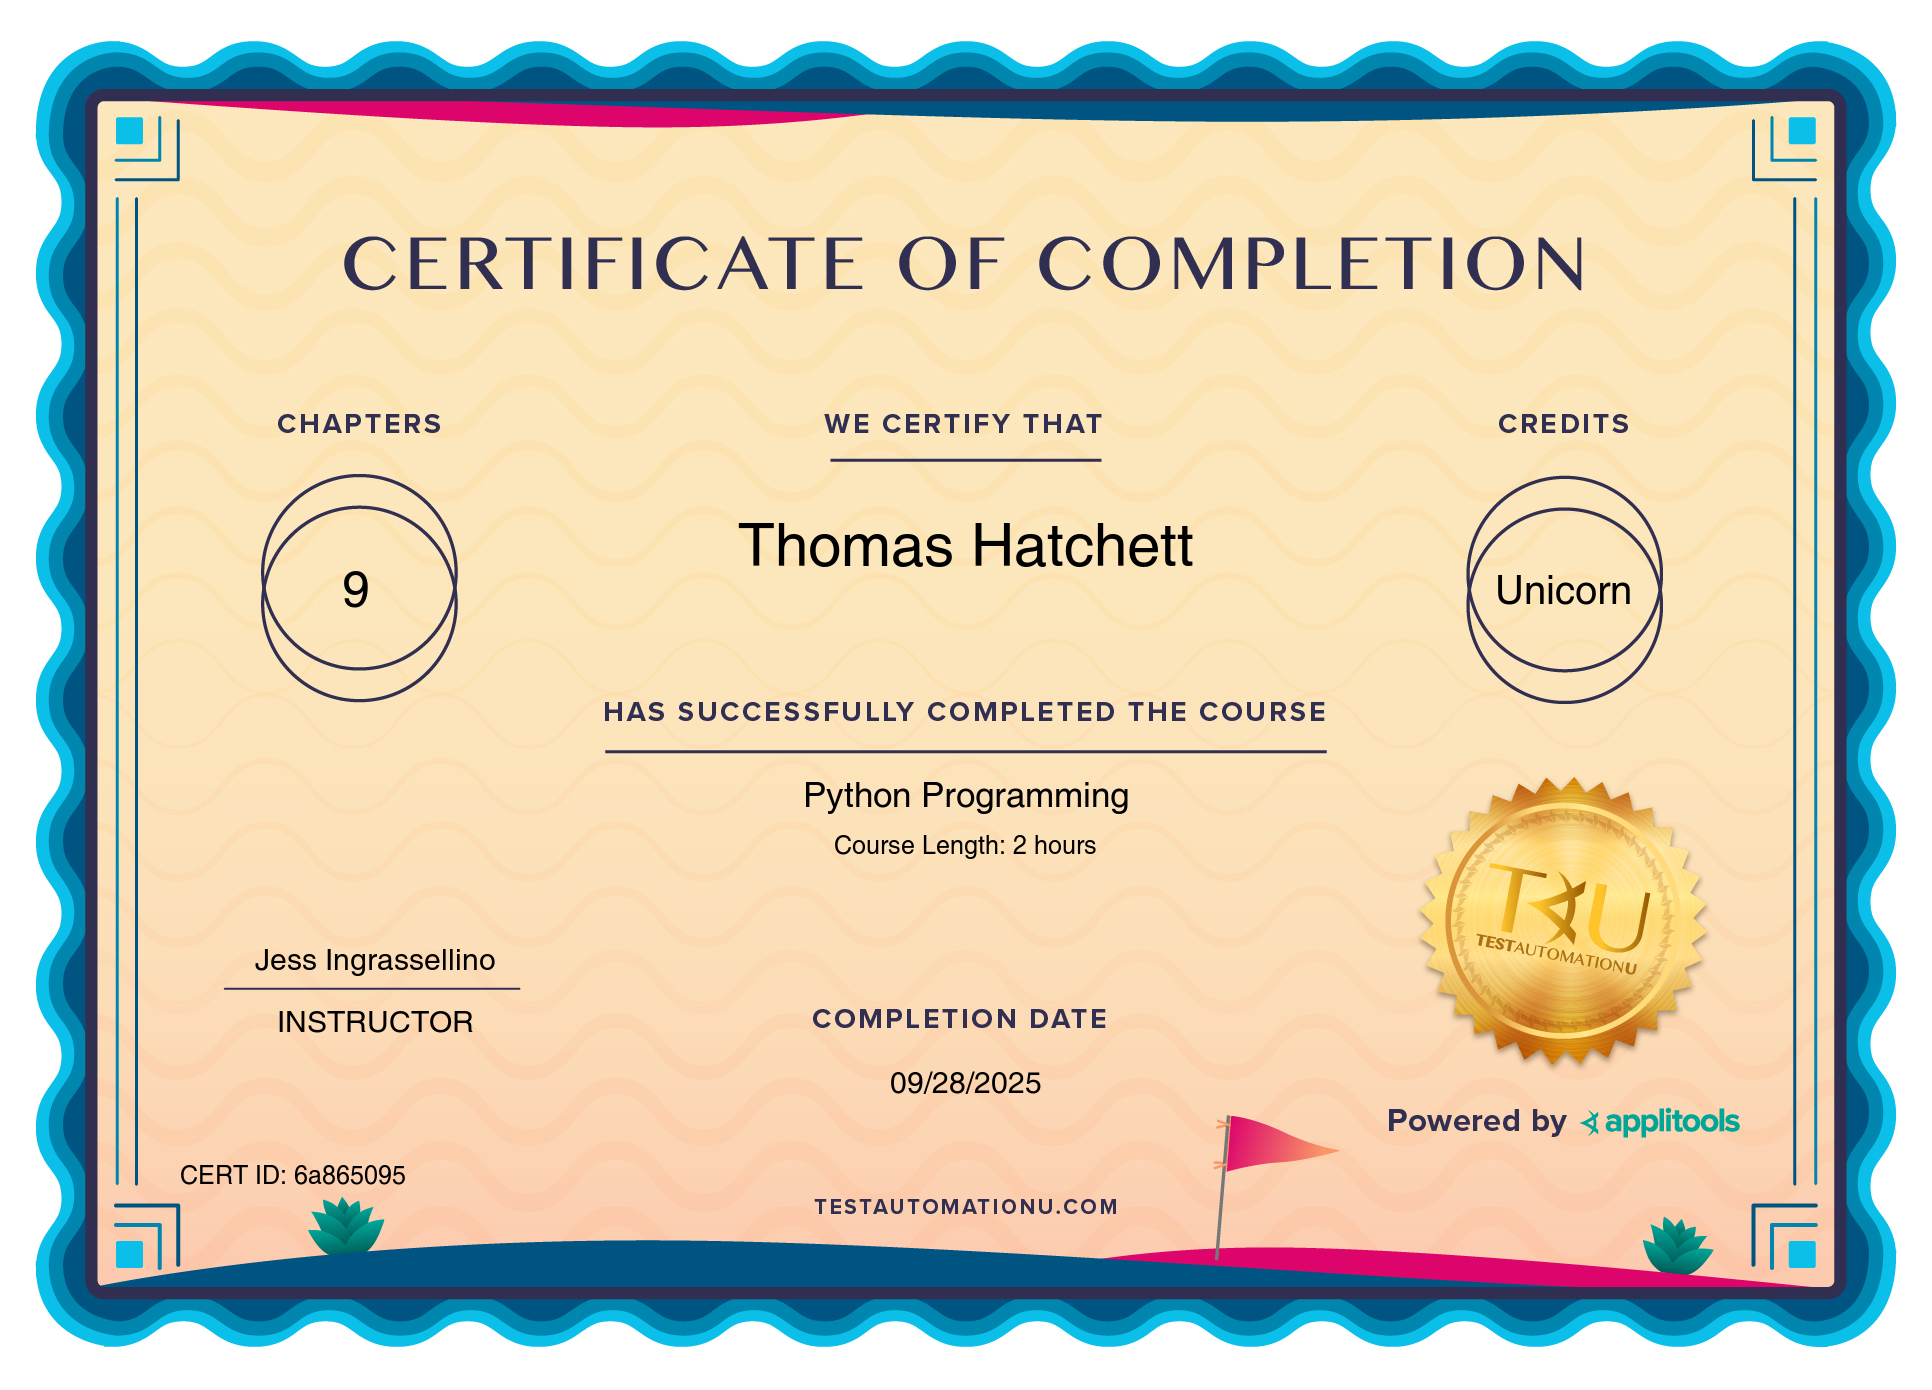 CERTIFICATE OF COMPLETION
CHAPTERS
9
WE CERTIFY THAT
Thomas Hatchett
CREDITS
Unicorn
HAS SUCCESSFULLY COMPLETED THE COURSE
Python Programming
Course Length: 2 hours
TAU
TESTAUTOMATIONU
Jess Ingrassellino
INSTRUCTOR
COMPLETION DATE
09/28/2025
Powered by applitools
CERT ID: 6a865095
TESTAUTOMATIONU.COM